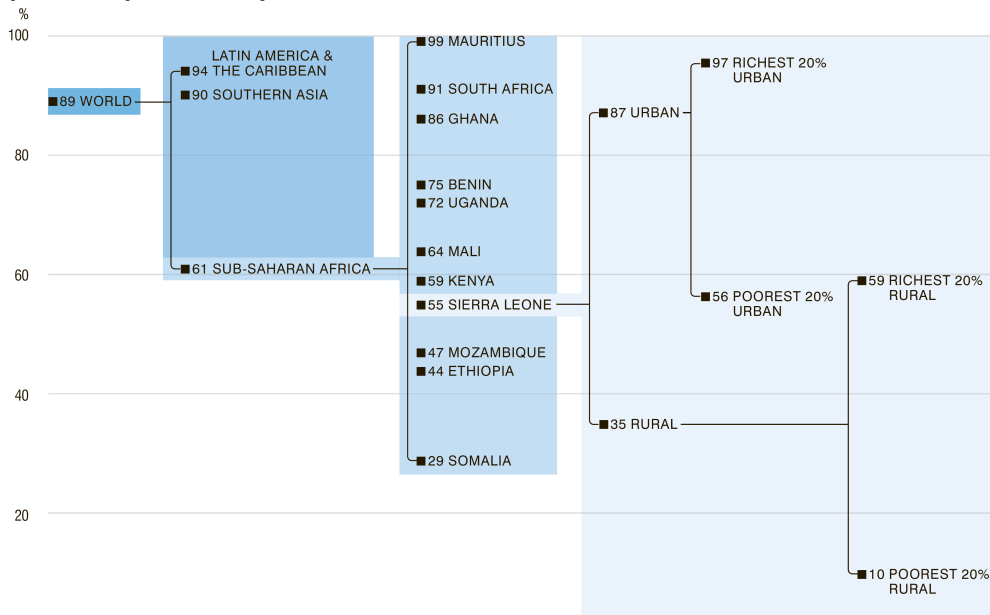 %
100
80
60
40
20
89 WORLD
LATIN AMERICA &
94 THE CARIBBEAN
90 SOUTHERN ASIA
61 SUB-SAHARAN AFRICA
99 MAURITIUS
91 SOUTH AFRICA
86 GHANA
75 BENIN
72 UGANDA
64 MALI
59 KENYA
55 SIERRA LEONE
47 MOZAMBIQUE
44 ETHIOPIA
29 SOMALIA
87 URBAN
35 RURAL
97 RICHEST 20%
URBAN
56 POOREST 20%
URBAN
59 RICHEST 20%
RURAL
10 POOREST 20%
RURAL